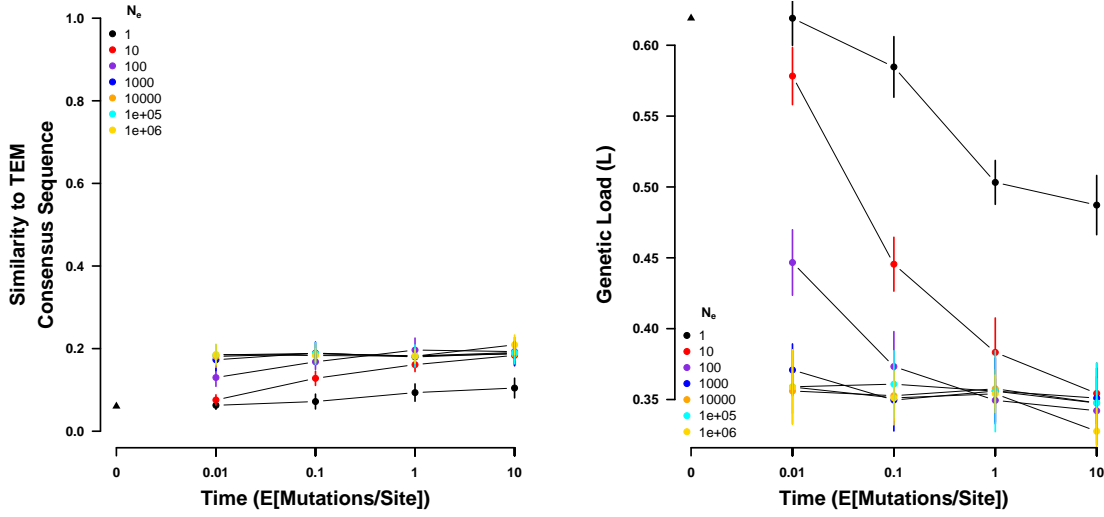 Similarity to TEM
Consensus Sequence
1.0
0.8
0.6
0.4
0.2
0.0
Nₑ
1
10
100
1000
10000
1e+05
1e+06
0
0.01
0.1
1
10
Time (E[Mutations/Site])
Genetic Load (L)
0.60
0.55
0.50
0.45
0.40
0.35
Nₑ
1
10
100
1000
10000
1e+05
1e+06
0
0.01
0.1
1
10
Time (E[Mutations/Site])